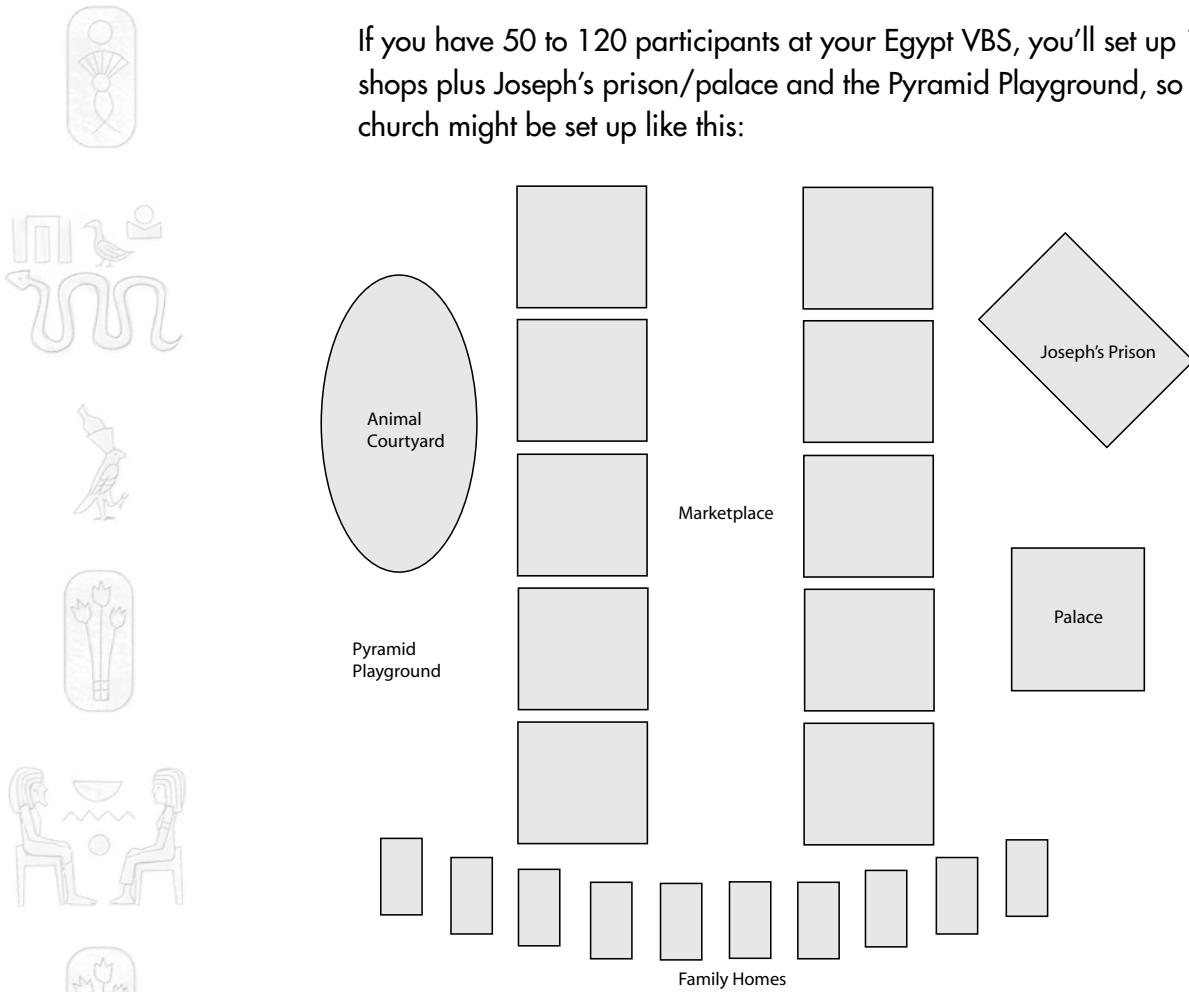 If you have 50 to 120 participants at your Egypt VBS, you’ll set up
shops plus Joseph’s prison/palace and the Pyramid Playground, so
church might be set up like this:
Joseph’s Prison
Animal
Courtyard
Marketplace
Palace
Pyramid
Playground
Family Homes